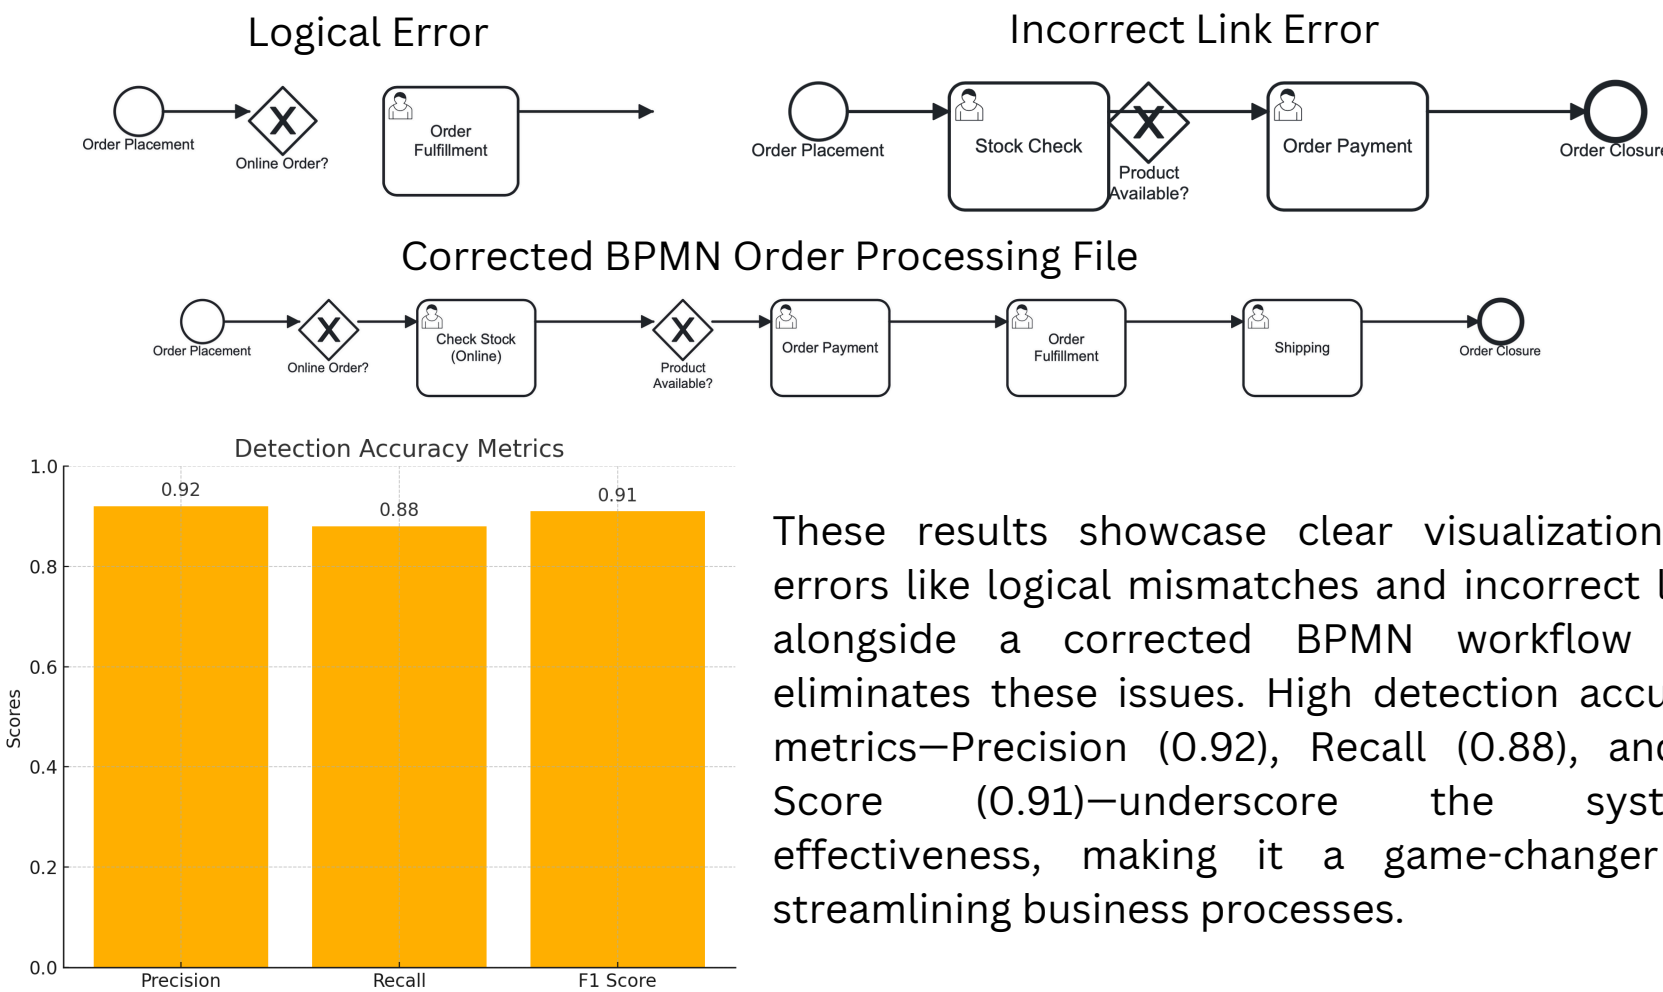 Logical Error
Order Placement
Online Order?
Order
Fulfillment
Incorrect Link Error
Order Placement
Stock Check
Product
Available?
Order Payment
Order Closure
Corrected BPMN Order Processing File
Order Placement
Online Order?
Check Stock
(Online)
Product
Available?
Order Payment
Order
Fulfillment
Shipping
Order Closure
Detection Accuracy Metrics
Scores
1.0
0.8
0.6
0.4
0.2
0.0
0.92
0.88
0.91
Precision
Recall
F1 Score
These results showcase clear visualization
errors like logical mismatches and incorrect
alongside a corrected BPMN workflow
eliminates these issues. High detection
metrics—Precision (0.92), Recall (0.88),
Score (0.91)—underscore the
effectiveness, making it a game-changer
streamlining business processes.